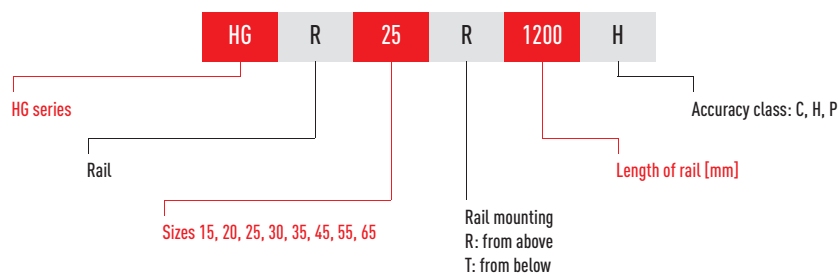 HG R 25 R 1200 H
HG series
Accuracy class: C, H, P
Rail
Length of rail [mm]
Sizes 15, 20, 25, 30, 35, 45, 55, 65
Rail mounting
R: from above
T: from below